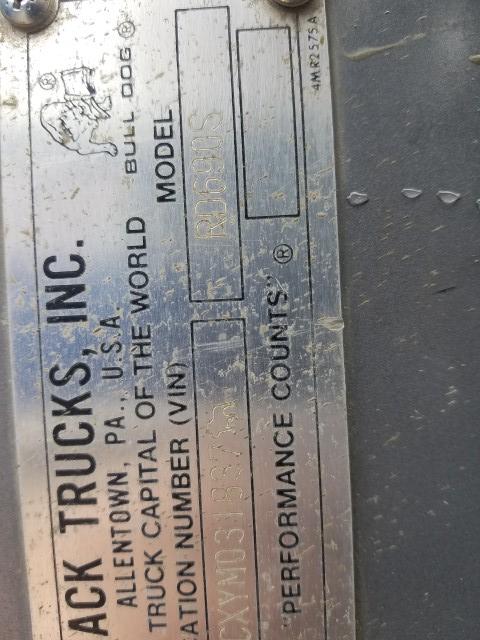 BULL DOG ®
ACK TRUCKS, INC.
ALLENTOWN, PA., U.S.A.
TRUCK CAPITAL OF THE WORLD
ATION NUMBER (VIN) MODEL
RD690S
"PERFORMANCE COUNTS" ®
4MR2575A